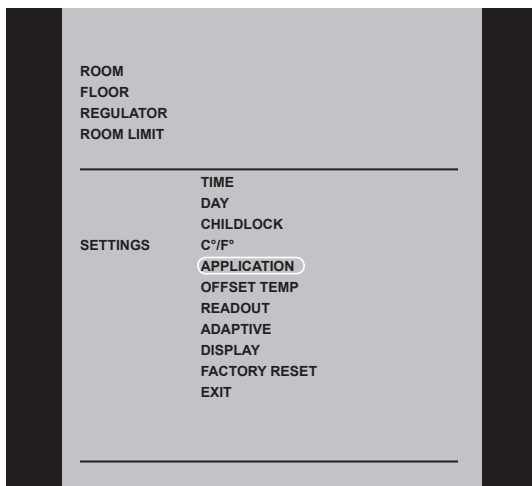 ROOM
FLOOR
REGULATOR
ROOM LIMIT
TIME
DAY
CHILDLOCK
SETTINGS C°/F°
APPLICATION
OFFSET TEMP
READOUT
ADAPTIVE
DISPLAY
FACTORY RESET
EXIT